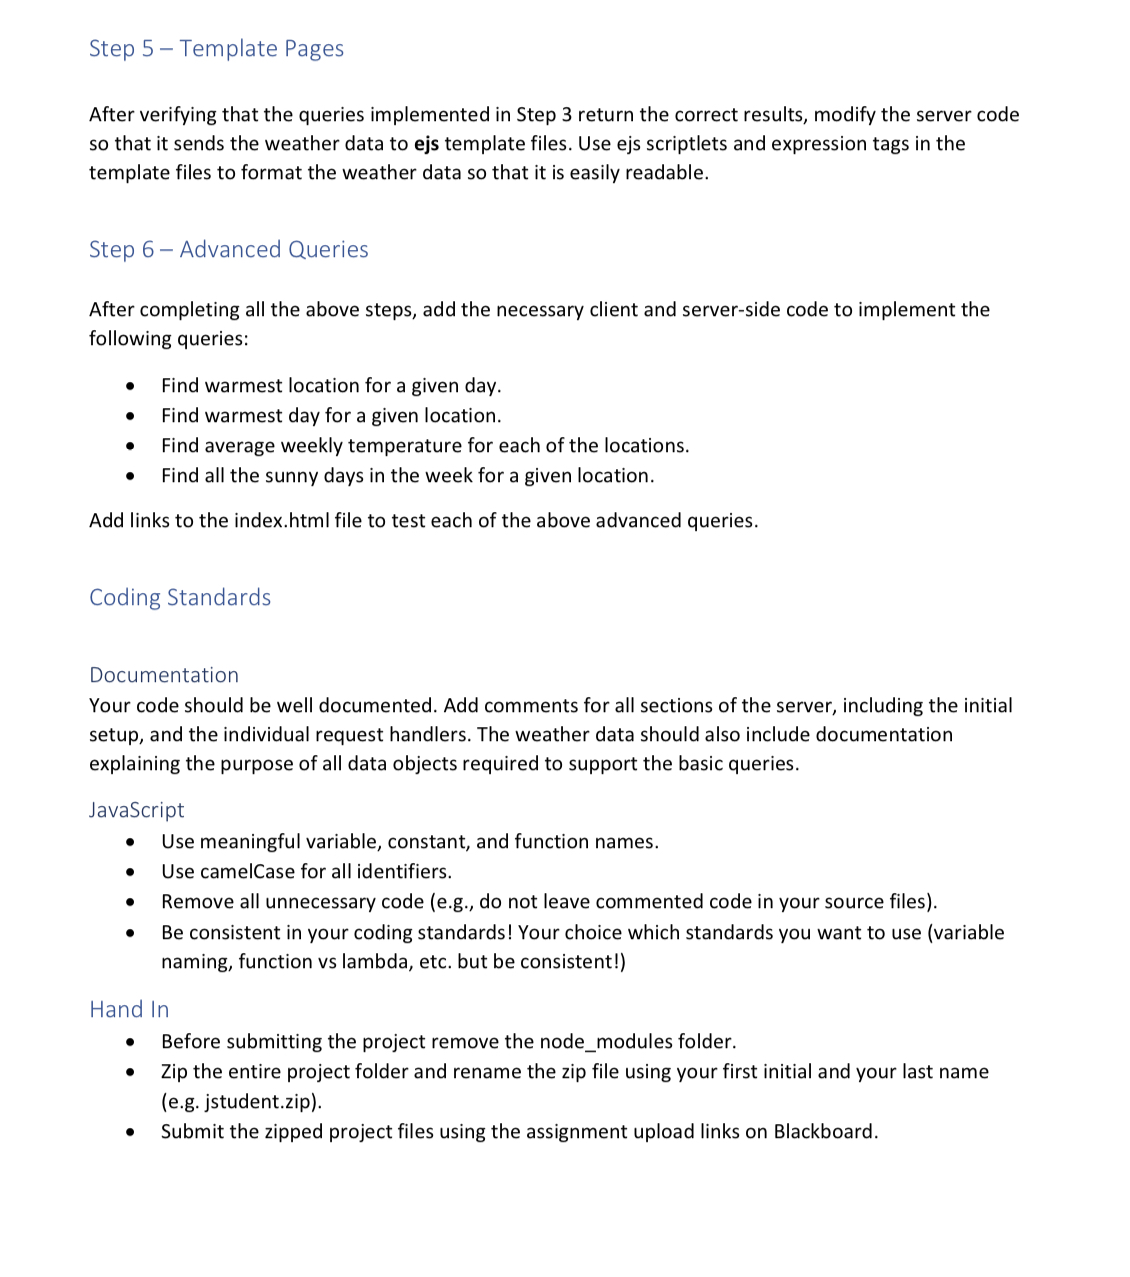 Step 5 – Template Pages
After verifying that the queries implemented in Step 3 return the correct results, modify the server code
so that it sends the weather data to ejs template files. Use ejs scriptlets and expression tags in the
template files to format the weather data so that it is easily readable.
Step 6 – Advanced Queries
After completing all the above steps, add the necessary client and server-side code to implement the
following queries:
• Find warmest location for a given day.
• Find warmest day for a given location.
• Find average weekly temperature for each of the locations.
• Find all the sunny days in the week for a given location.
Add links to the index.html file to test each of the above advanced queries.
Coding Standards
Documentation
Your code should be well documented. Add comments for all sections of the server, including the initial
setup, and the individual request handlers. The weather data should also include documentation
explaining the purpose of all data objects required to support the basic queries.
JavaScript
• Use meaningful variable, constant, and function names.
• Use camelCase for all identifiers.
• Remove all unnecessary code (e.g., do not leave commented code in your source files).
• Be consistent in your coding standards! Your choice which standards you want to use (variable
naming, function vs lambda, etc. but be consistent!)
Hand In
• Before submitting the project remove the node_modules folder.
• Zip the entire project folder and rename the zip file using your first initial and your last name
(e.g. jstudent.zip).
• Submit the zipped project files using the assignment upload links on Blackboard.